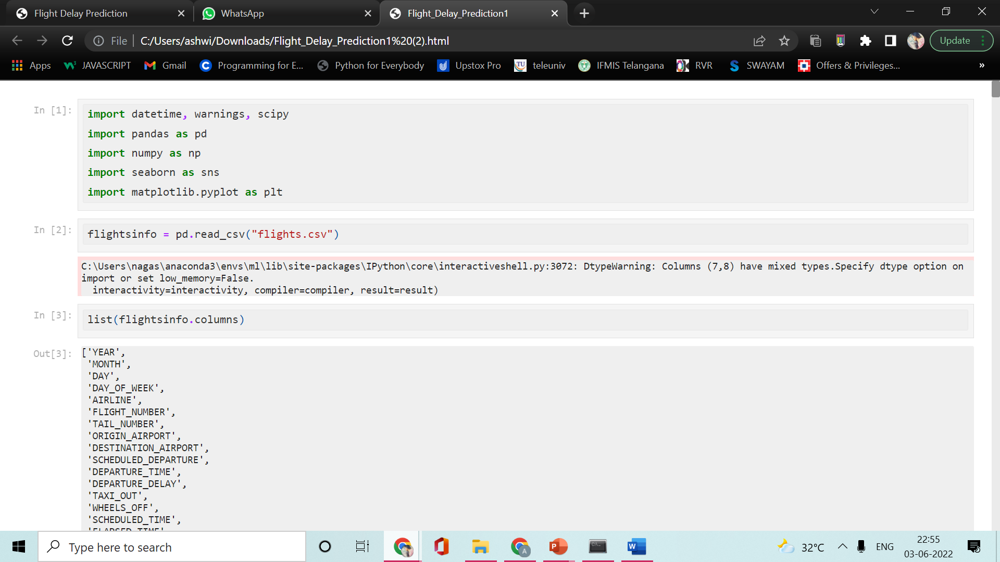 Flight Delay Prediction
WhatsApp
Flight_Delay_Prediction1
File
C:/Users/ashwi/Downloads/Flight_Delay_Prediction1%20(2).html
Update
Apps
JAVASCRIPT
Gmail
Programming for E...
Python for Everybody
Upstox Pro
teleuniv
IFMIS Telangana
RVR
SWAYAM
Offers & Privileges...
»
In [1]:
import datetime, warnings, scipy
import pandas as pd
import numpy as np
import seaborn as sns
import matplotlib.pyplot as plt
In [2]:
flightsinfo = pd.read_csv("flights.csv")
C:\Users\nagas\anaconda3\envs\ml\lib\site-packages\IPython\core\interactiveshell.py:3072: DtypeWarning: Columns (7,8) have mixed types.Specify dtype option on
import or set low_memory=False.
interactivity=interactivity, compiler=compiler, result=result)
In [3]:
list(flightsinfo.columns)
Out[3]:
['YEAR',
'MONTH',
'DAY',
'DAY_OF_WEEK',
'AIRLINE',
'FLIGHT_NUMBER',
'TAIL_NUMBER',
'ORIGIN_AIRPORT',
'DESTINATION_AIRPORT',
'SCHEDULED_DEPARTURE',
'DEPARTURE_TIME',
'DEPARTURE_DELAY',
'TAXI_OUT',
'WHEELS_OFF',
'SCHEDULED_TIME',
'ELAPSED_TIME'
Type here to search
32°C
ENG
22:55
03-06-2022